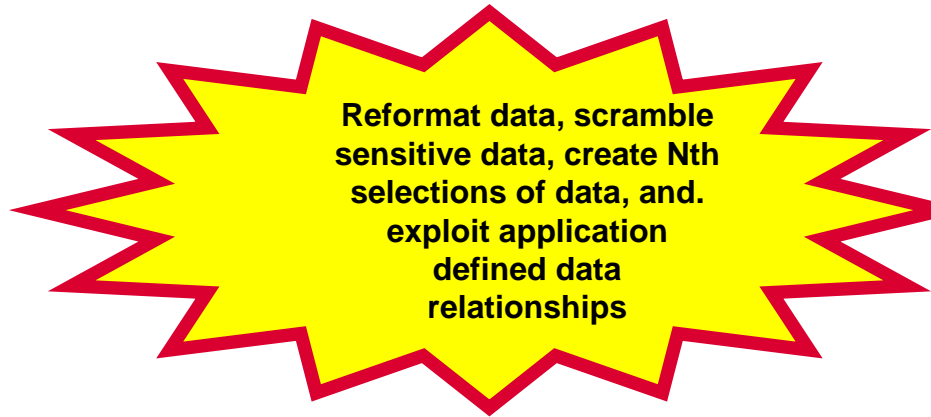 Reformat data, scramble
sensitive data, create Nth
selections of data, and.
exploit application
defined data
relationships